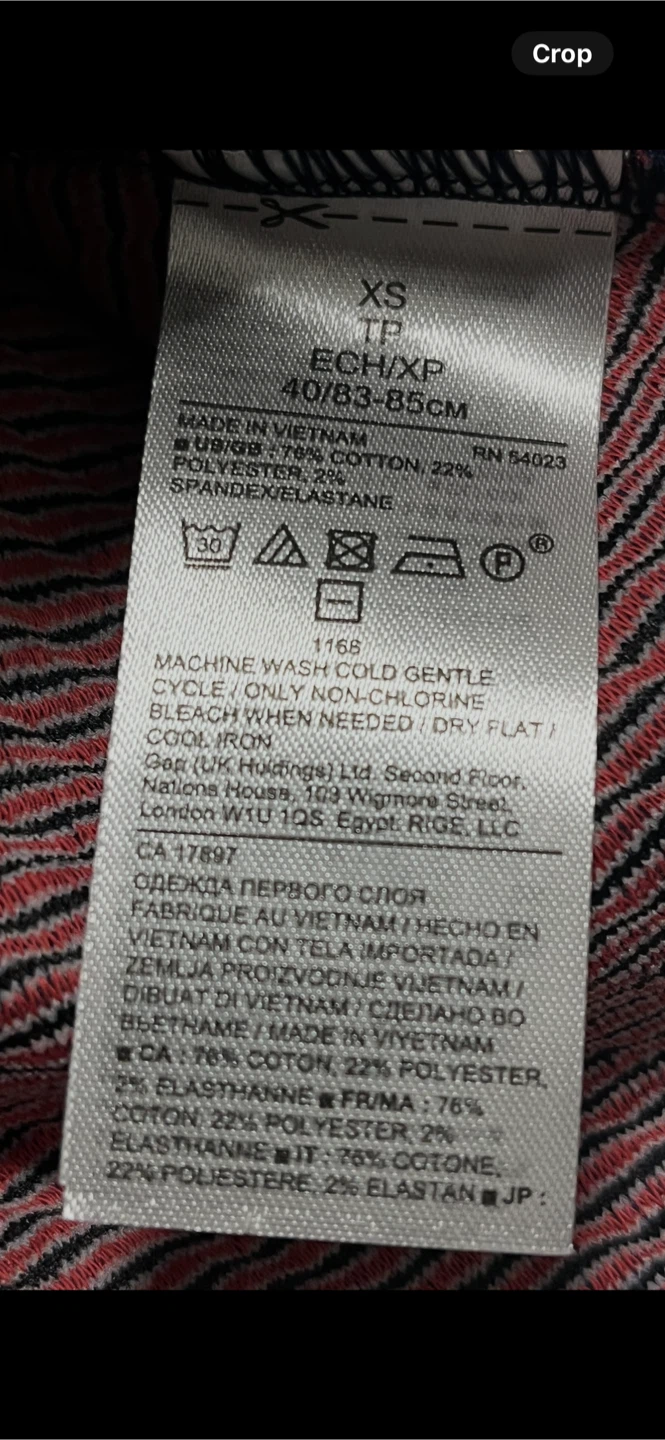 Crop
XS
TP
ECH/XP
40/83-85CM
MADE IN VIETNAM
RN 54023
■ US/GB : 76% COTTON, 22%
POLYESTER, 2%
SPANDEX/ELASTANE
30
P ®
1166
MACHINE WASH COLD GENTLE
CYCLE / ONLY NON-CHLORINE
BLEACH WHEN NEEDED / DRY FLAT /
COOL IRON
Gap (UK Holdings) Ltd. Second Floor,
Nations House, 103 Wigmore Street,
London W1U 1QS. Egypt. RIGE, LLC
CA 17897
ОДЕЖДА ПЕРВОГО СЛОЯ
FABRIQUE AU VIETNAM / HECHO EN
VIETNAM CON TELA IMPORTADA /
ZEMLJA PROIZVODNJE VIJETNAM /
DIBUAT DI VIETNAM / СДЕЛАНО ВО
ВЬЕТНАМЕ / MADE IN VIYETNAM
■ CA : 76% COTON, 22% POLYESTER,
2% ÉLASTHANNE ■ FR/MA : 76%
COTON, 22% POLYESTER, 2%
ÉLASTHANNE ■ IT : 76% COTONE,
22% POLIESTERE, 2% ELASTAN ■ JP :